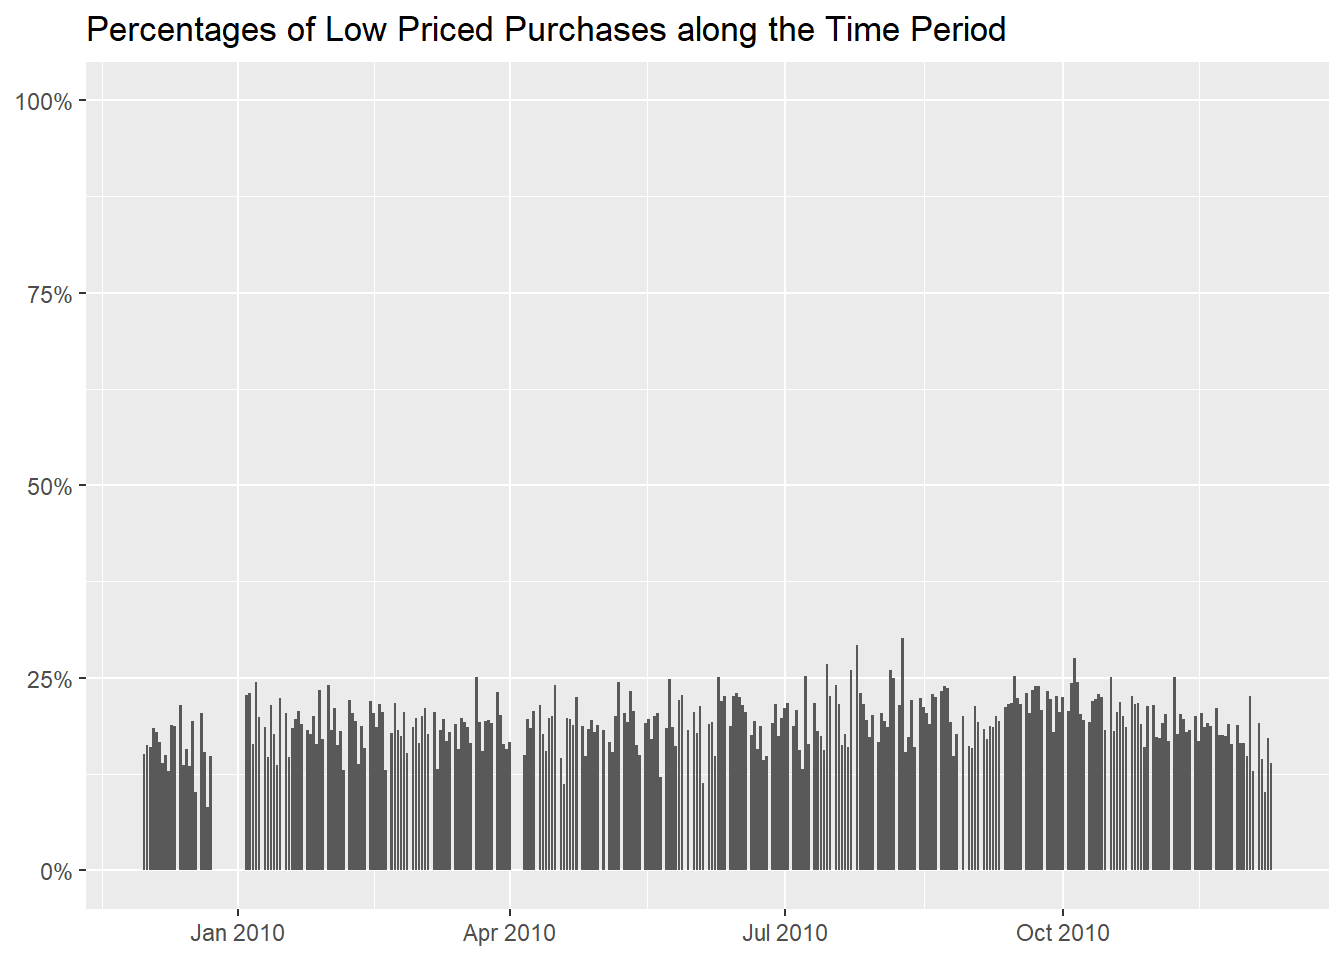 Percentages of Low Priced Purchases along the Time Period
100%
75%
50%
25%
0%
Jan 2010
Apr 2010
Jul 2010
Oct 2010